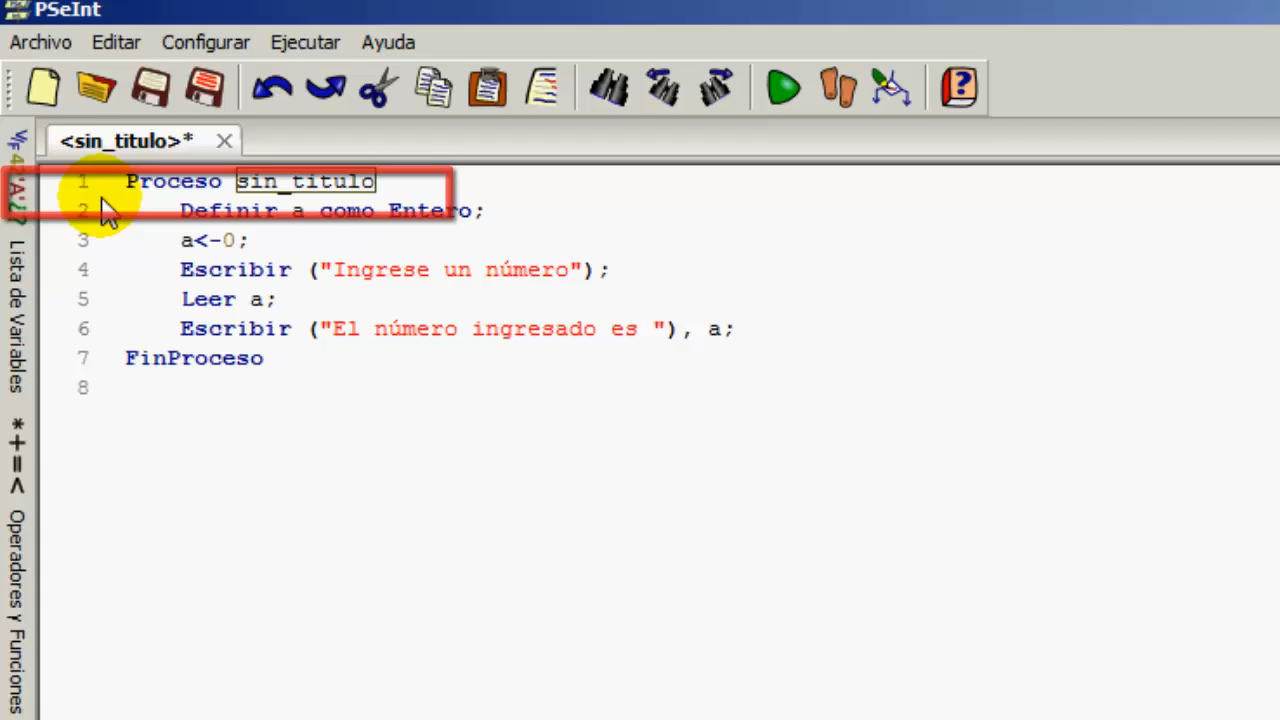 PSeInt
Archivo Editar Configurar Ejecutar Ayuda
<sin_titulo>*
1 Proceso sin_titulo
2 Definir a como Entero;
3 a<-0;
4 Escribir ("Ingrese un número");
5 Leer a;
6 Escribir ("El número ingresado es "), a;
7 FinProceso
8
Lista de Variables
*+=<
Operadores y Funciones